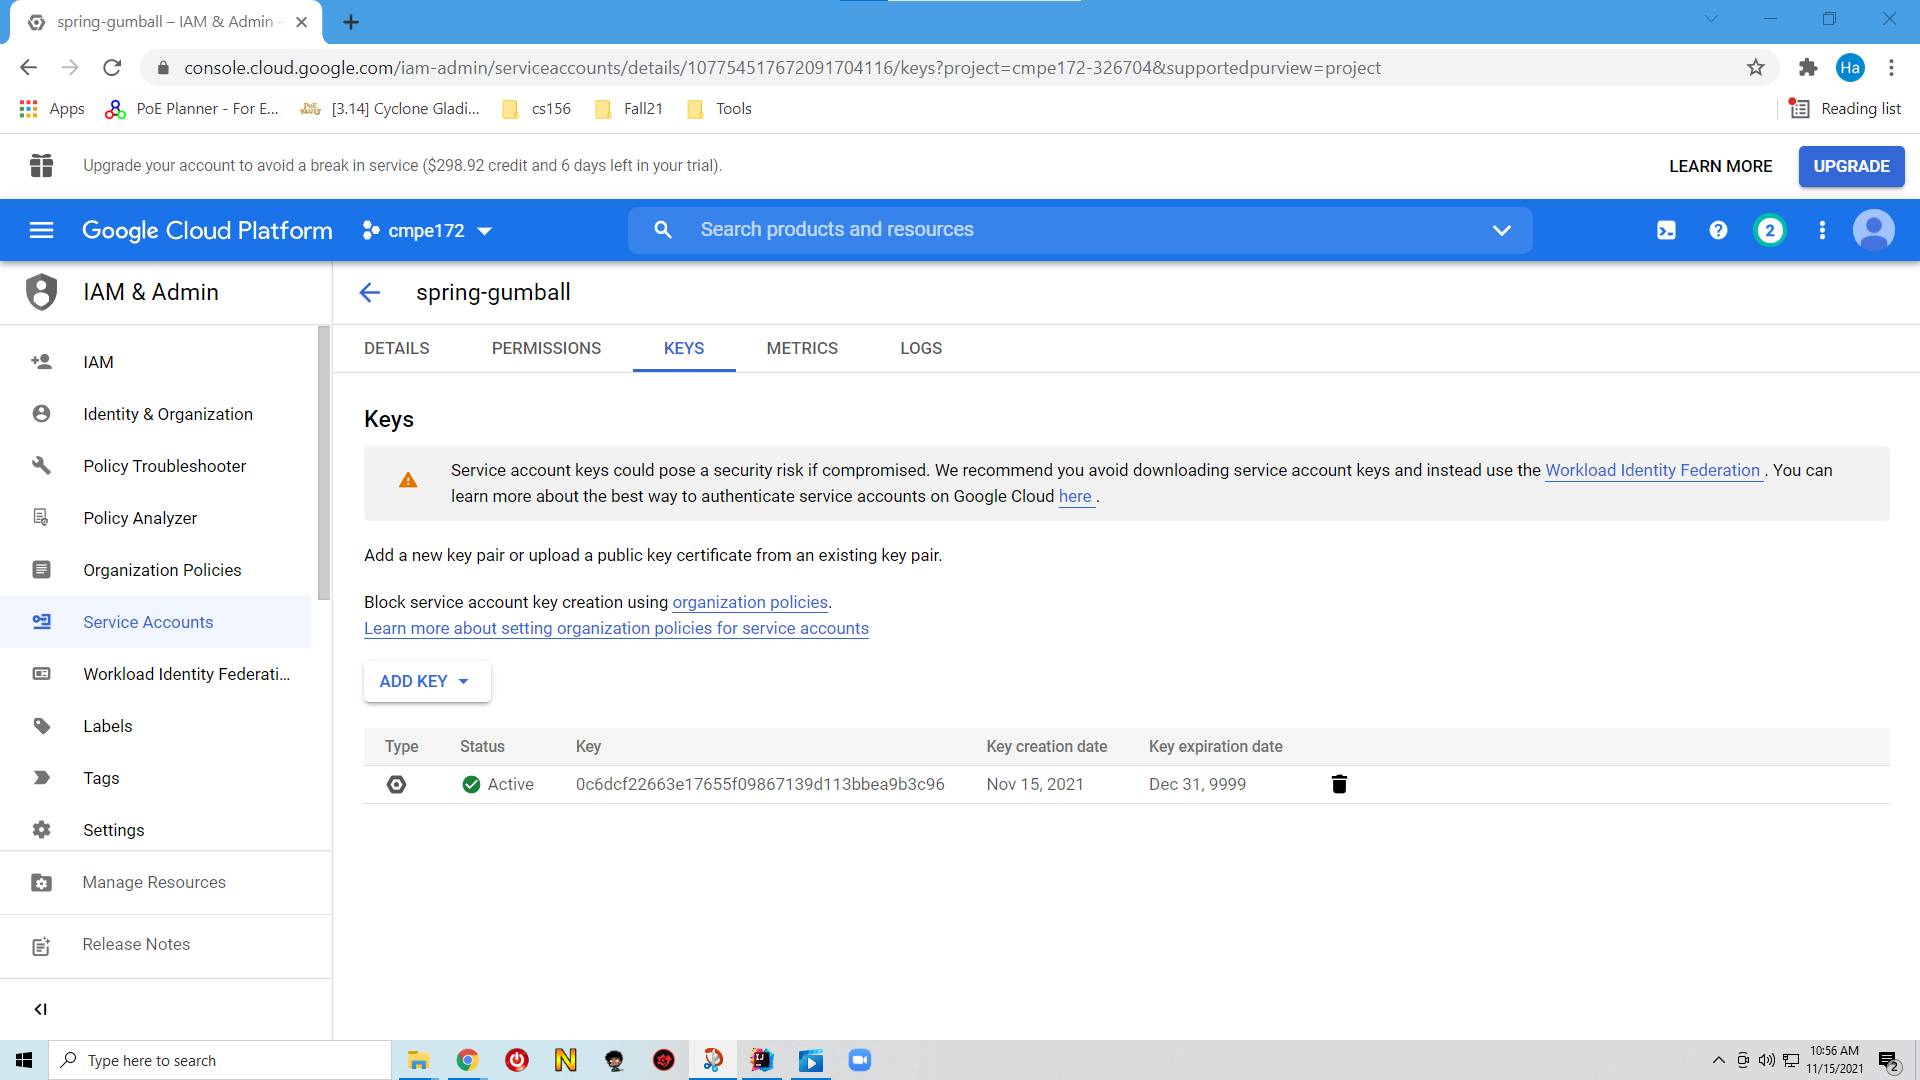 spring-gumball – IAM & Admin –
console.cloud.google.com/iam-admin/serviceaccounts/details/107754517672091704116/keys?project=cmpe172-326704&supportedpurview=project
Ha
Apps
PoE Planner - For E...
[3.14] Cyclone Gladi...
cs156
Fall21
Tools
Reading list
Upgrade your account to avoid a break in service ($298.92 credit and 6 days left in your trial).
LEARN MORE
UPGRADE
Google Cloud Platform
cmpe172
Search products and resources
2
IAM & Admin
spring-gumball
DETAILS
PERMISSIONS
KEYS
METRICS
LOGS
IAM
Identity & Organization
Policy Troubleshooter
Policy Analyzer
Organization Policies
Service Accounts
Workload Identity Federati...
Labels
Tags
Settings
Manage Resources
Release Notes
Keys
Service account keys could pose a security risk if compromised. We recommend you avoid downloading service account keys and instead use the Workload Identity Federation . You can
learn more about the best way to authenticate service accounts on Google Cloud here .
Add a new key pair or upload a public key certificate from an existing key pair.
Block service account key creation using organization policies.
Learn more about setting organization policies for service accounts
ADD KEY
Type Status Key Key creation date Key expiration date
Active 0c6dcf22663e17655f09867139d113bbea9b3c96 Nov 15, 2021 Dec 31, 9999
Type here to search
10:56 AM
11/15/2021
2